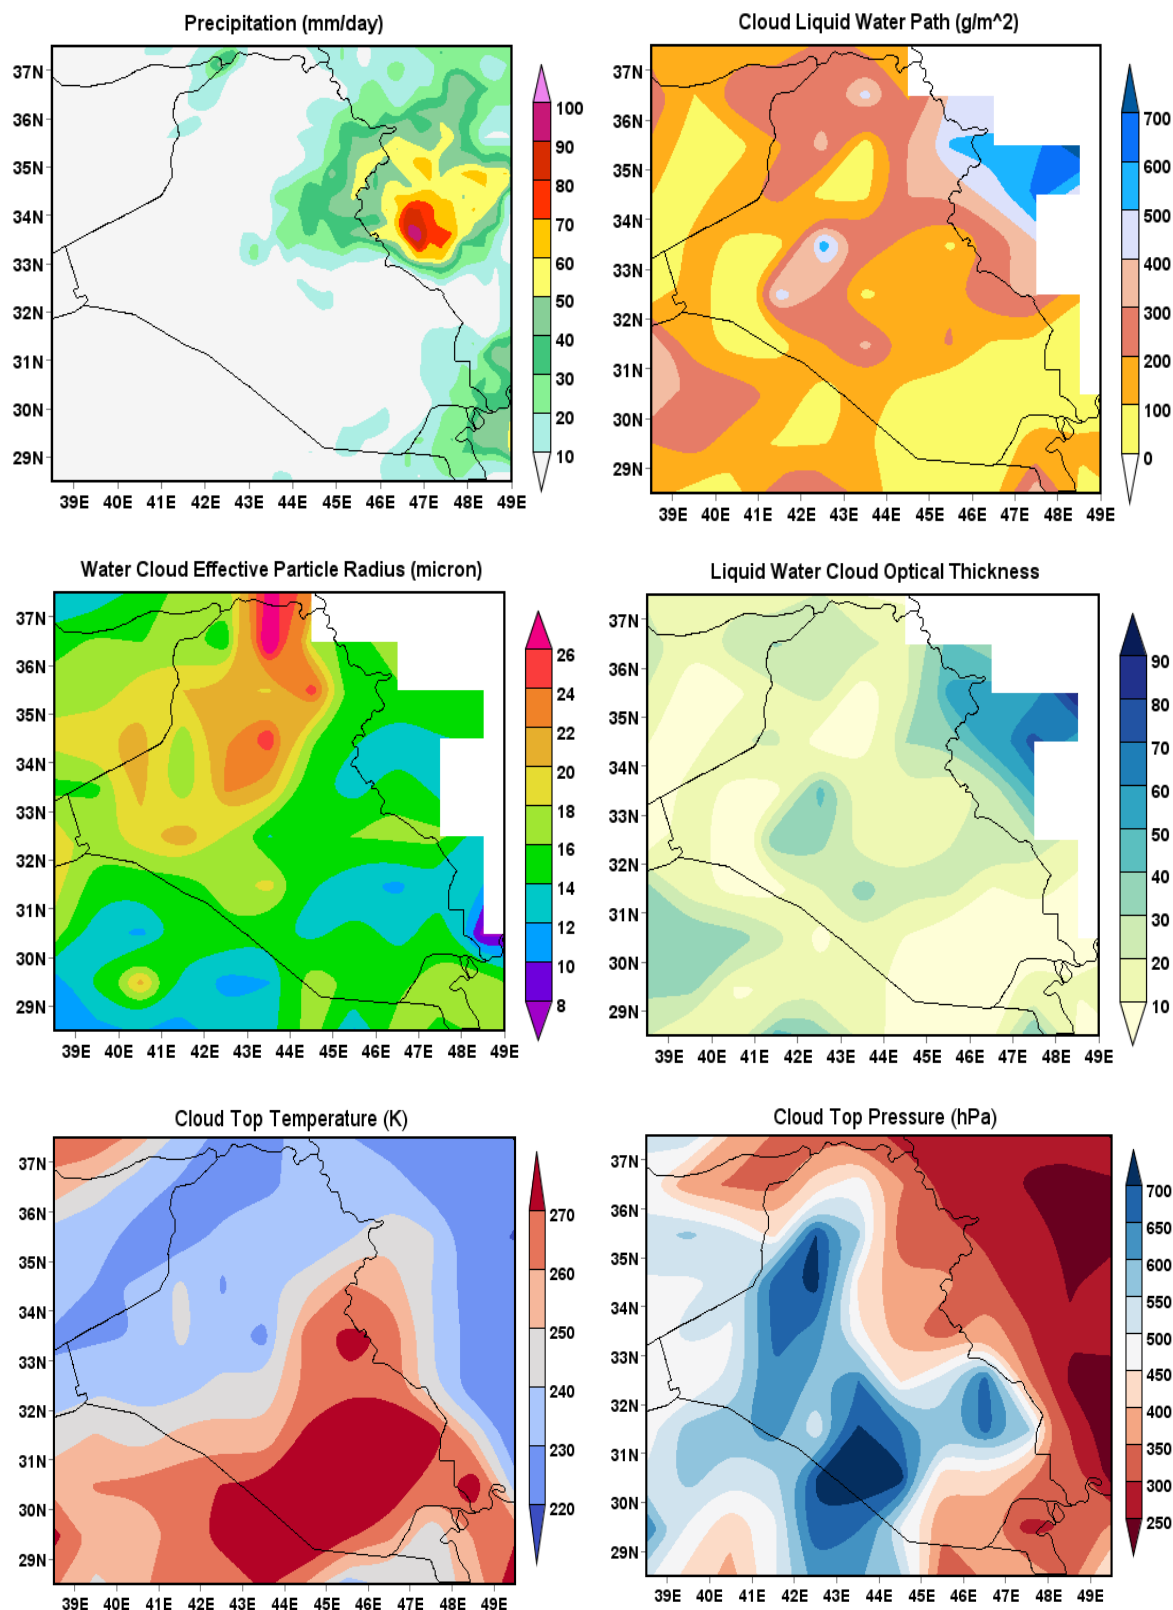 Precipitation (mm/day)
37N
36N
35N
34N
33N
32N
31N
30N
29N
39E 40E 41E 42E 43E 44E 45E 46E 47E 48E 49E
100
90
80
70
60
50
40
30
20
10
Cloud Liquid Water Path (g/m^2)
37N
36N
35N
34N
33N
32N
31N
30N
29N
39E 40E 41E 42E 43E 44E 45E 46E 47E 48E 49E
700
600
500
400
300
200
100
0
Water Cloud Effective Particle Radius (micron)
37N
36N
35N
34N
33N
32N
31N
30N
29N
39E 40E 41E 42E 43E 44E 45E 46E 47E 48E 49E
26
24
22
20
18
16
14
12
10
8
Liquid Water Cloud Optical Thickness
37N
36N
35N
34N
33N
32N
31N
30N
29N
39E 40E 41E 42E 43E 44E 45E 46E 47E 48E 49E
90
80
70
60
50
40
30
20
10
Cloud Top Temperature (K)
37N
36N
35N
34N
33N
32N
31N
30N
29N
39E 40E 41E 42E 43E 44E 45E 46E 47E 48E 49E
270
260
250
240
230
220
Cloud Top Pressure (hPa)
37N
36N
35N
34N
33N
32N
31N
30N
29N
39E 40E 41E 42E 43E 44E 45E 46E 47E 48E 49E
700
650
600
550
500
450
400
350
300
250